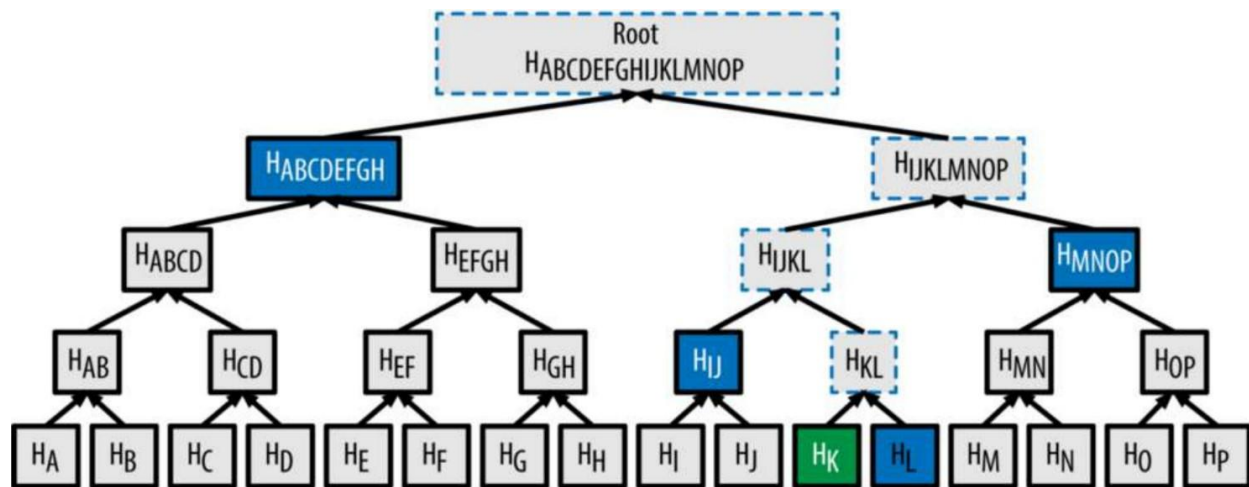 Root
HABCDEFGHIJKLMNOP
HABCDEFGH
HIJKLMNOP
HABCD
HEFGH
HIJKL
HMNOP
HAB
HCD
HEF
HGH
HIJ
HKL
HMN
HOP
HA
HB
HC
HD
HE
HF
HG
HH
HI
HJ
HK
HL
HM
HN
HO
HP